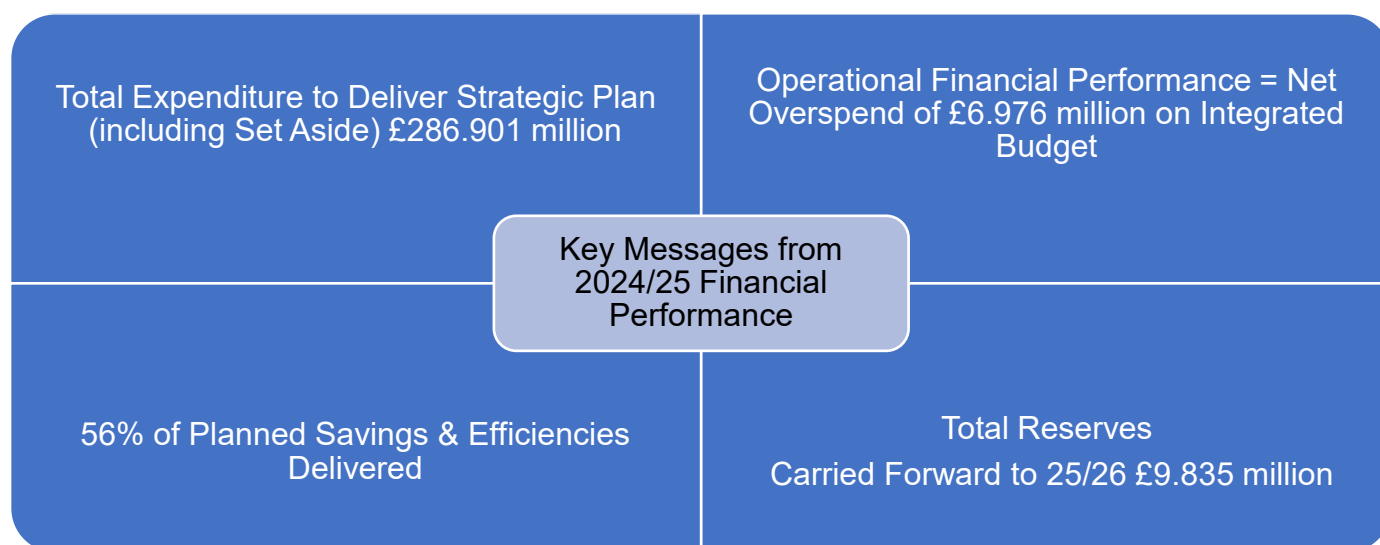 Total Expenditure to Deliver Strategic Plan
(including Set Aside) £286.901 million
Operational Financial Performance = Net
Overspend of £6.976 million on Integrated
Budget
Key Messages from
2024/25 Financial
Performance
56% of Planned Savings & Efficiencies
Delivered
Total Reserves
Carried Forward to 25/26 £9.835 million